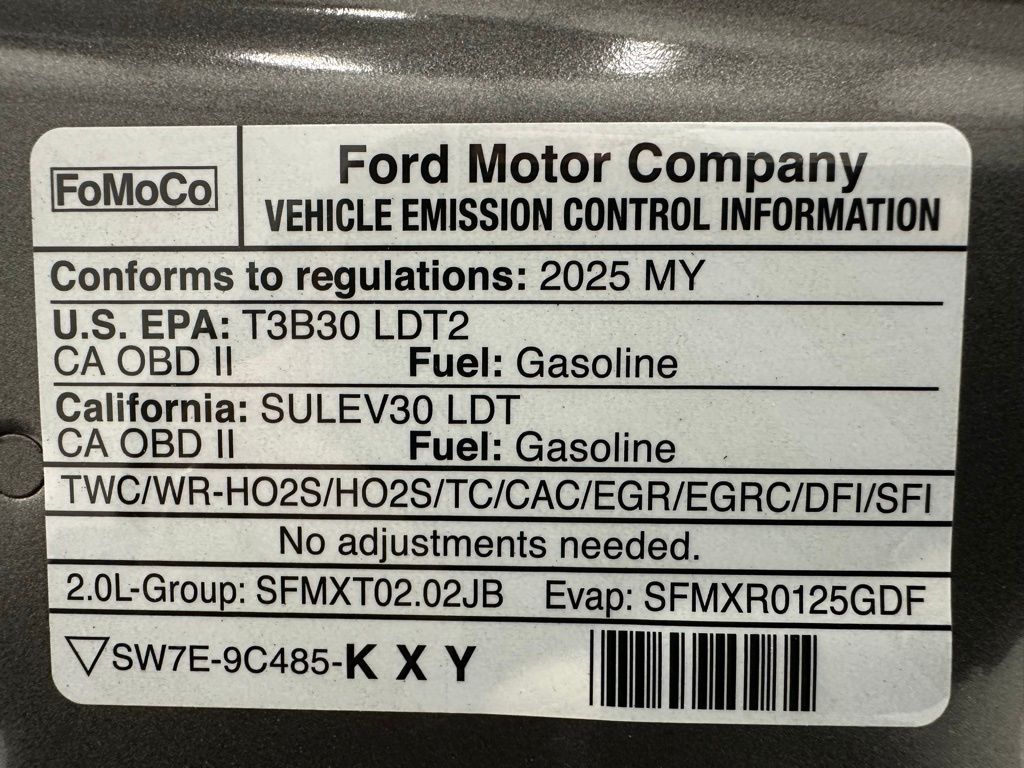 FoMoCo
Ford Motor Company
VEHICLE EMISSION CONTROL INFORMATION
Conforms to regulations: 2025 MY
U.S. EPA: T3B30 LDT2
CA OBD II Fuel: Gasoline
California: SULEV30 LDT
CA OBD II Fuel: Gasoline
TWC/WR-HO2S/HO2S/TC/CAC/EGR/EGRC/DFI/SFI
No adjustments needed.
2.0L-Group: SFMXT02.02JB Evap: SFMXR0125GDF
▽SW7E-9C485-K X Y